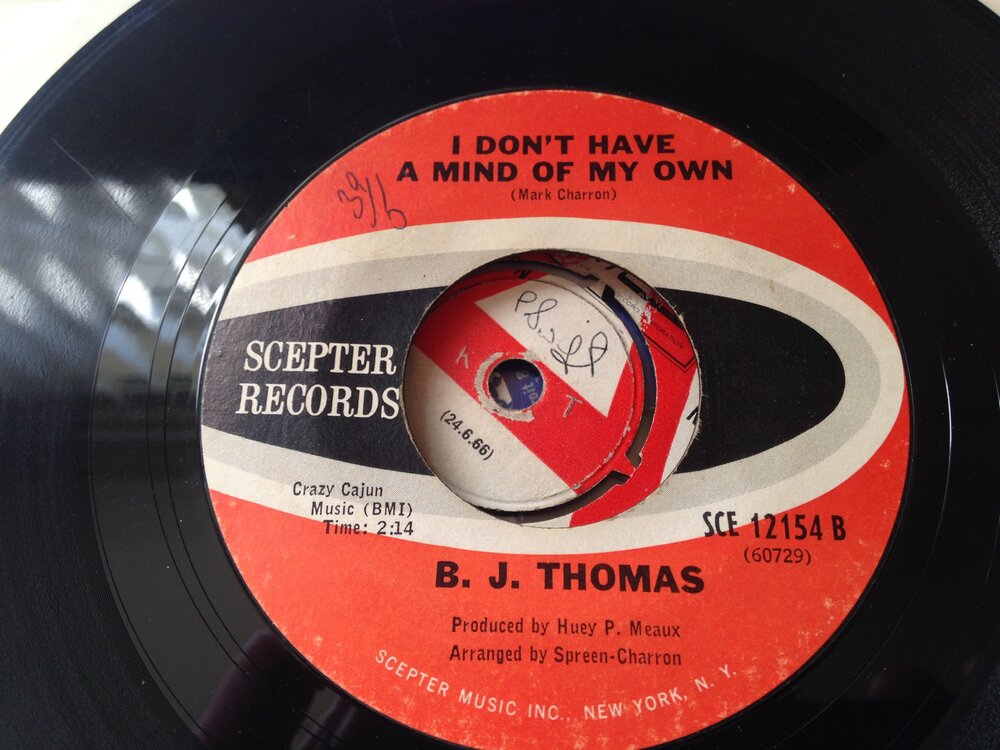 I DON'T HAVE
A MIND OF MY OWN
(Mark Charron)
SCEPTER
RECORDS
(24.6.66)
T
Crazy Cajun
Music (BMI)
Time: 2:14
SCE 12154 B
(60729)
B. J. THOMAS
Produced by Huey P. Meaux
Arranged by Spreen-Charron
SCEPTER MUSIC INC., NEW YORK, N. Y.